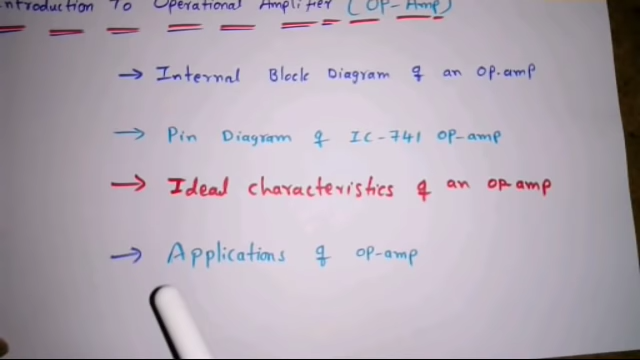 Introduction To Operational Amplifier (OP-Amp)
→ Internal Block Diagram of an OP-amp
→ Pin Diagram of IC-741 OP-amp
→ Ideal characteristics of an OP-amp
→ Applications of OP-amp